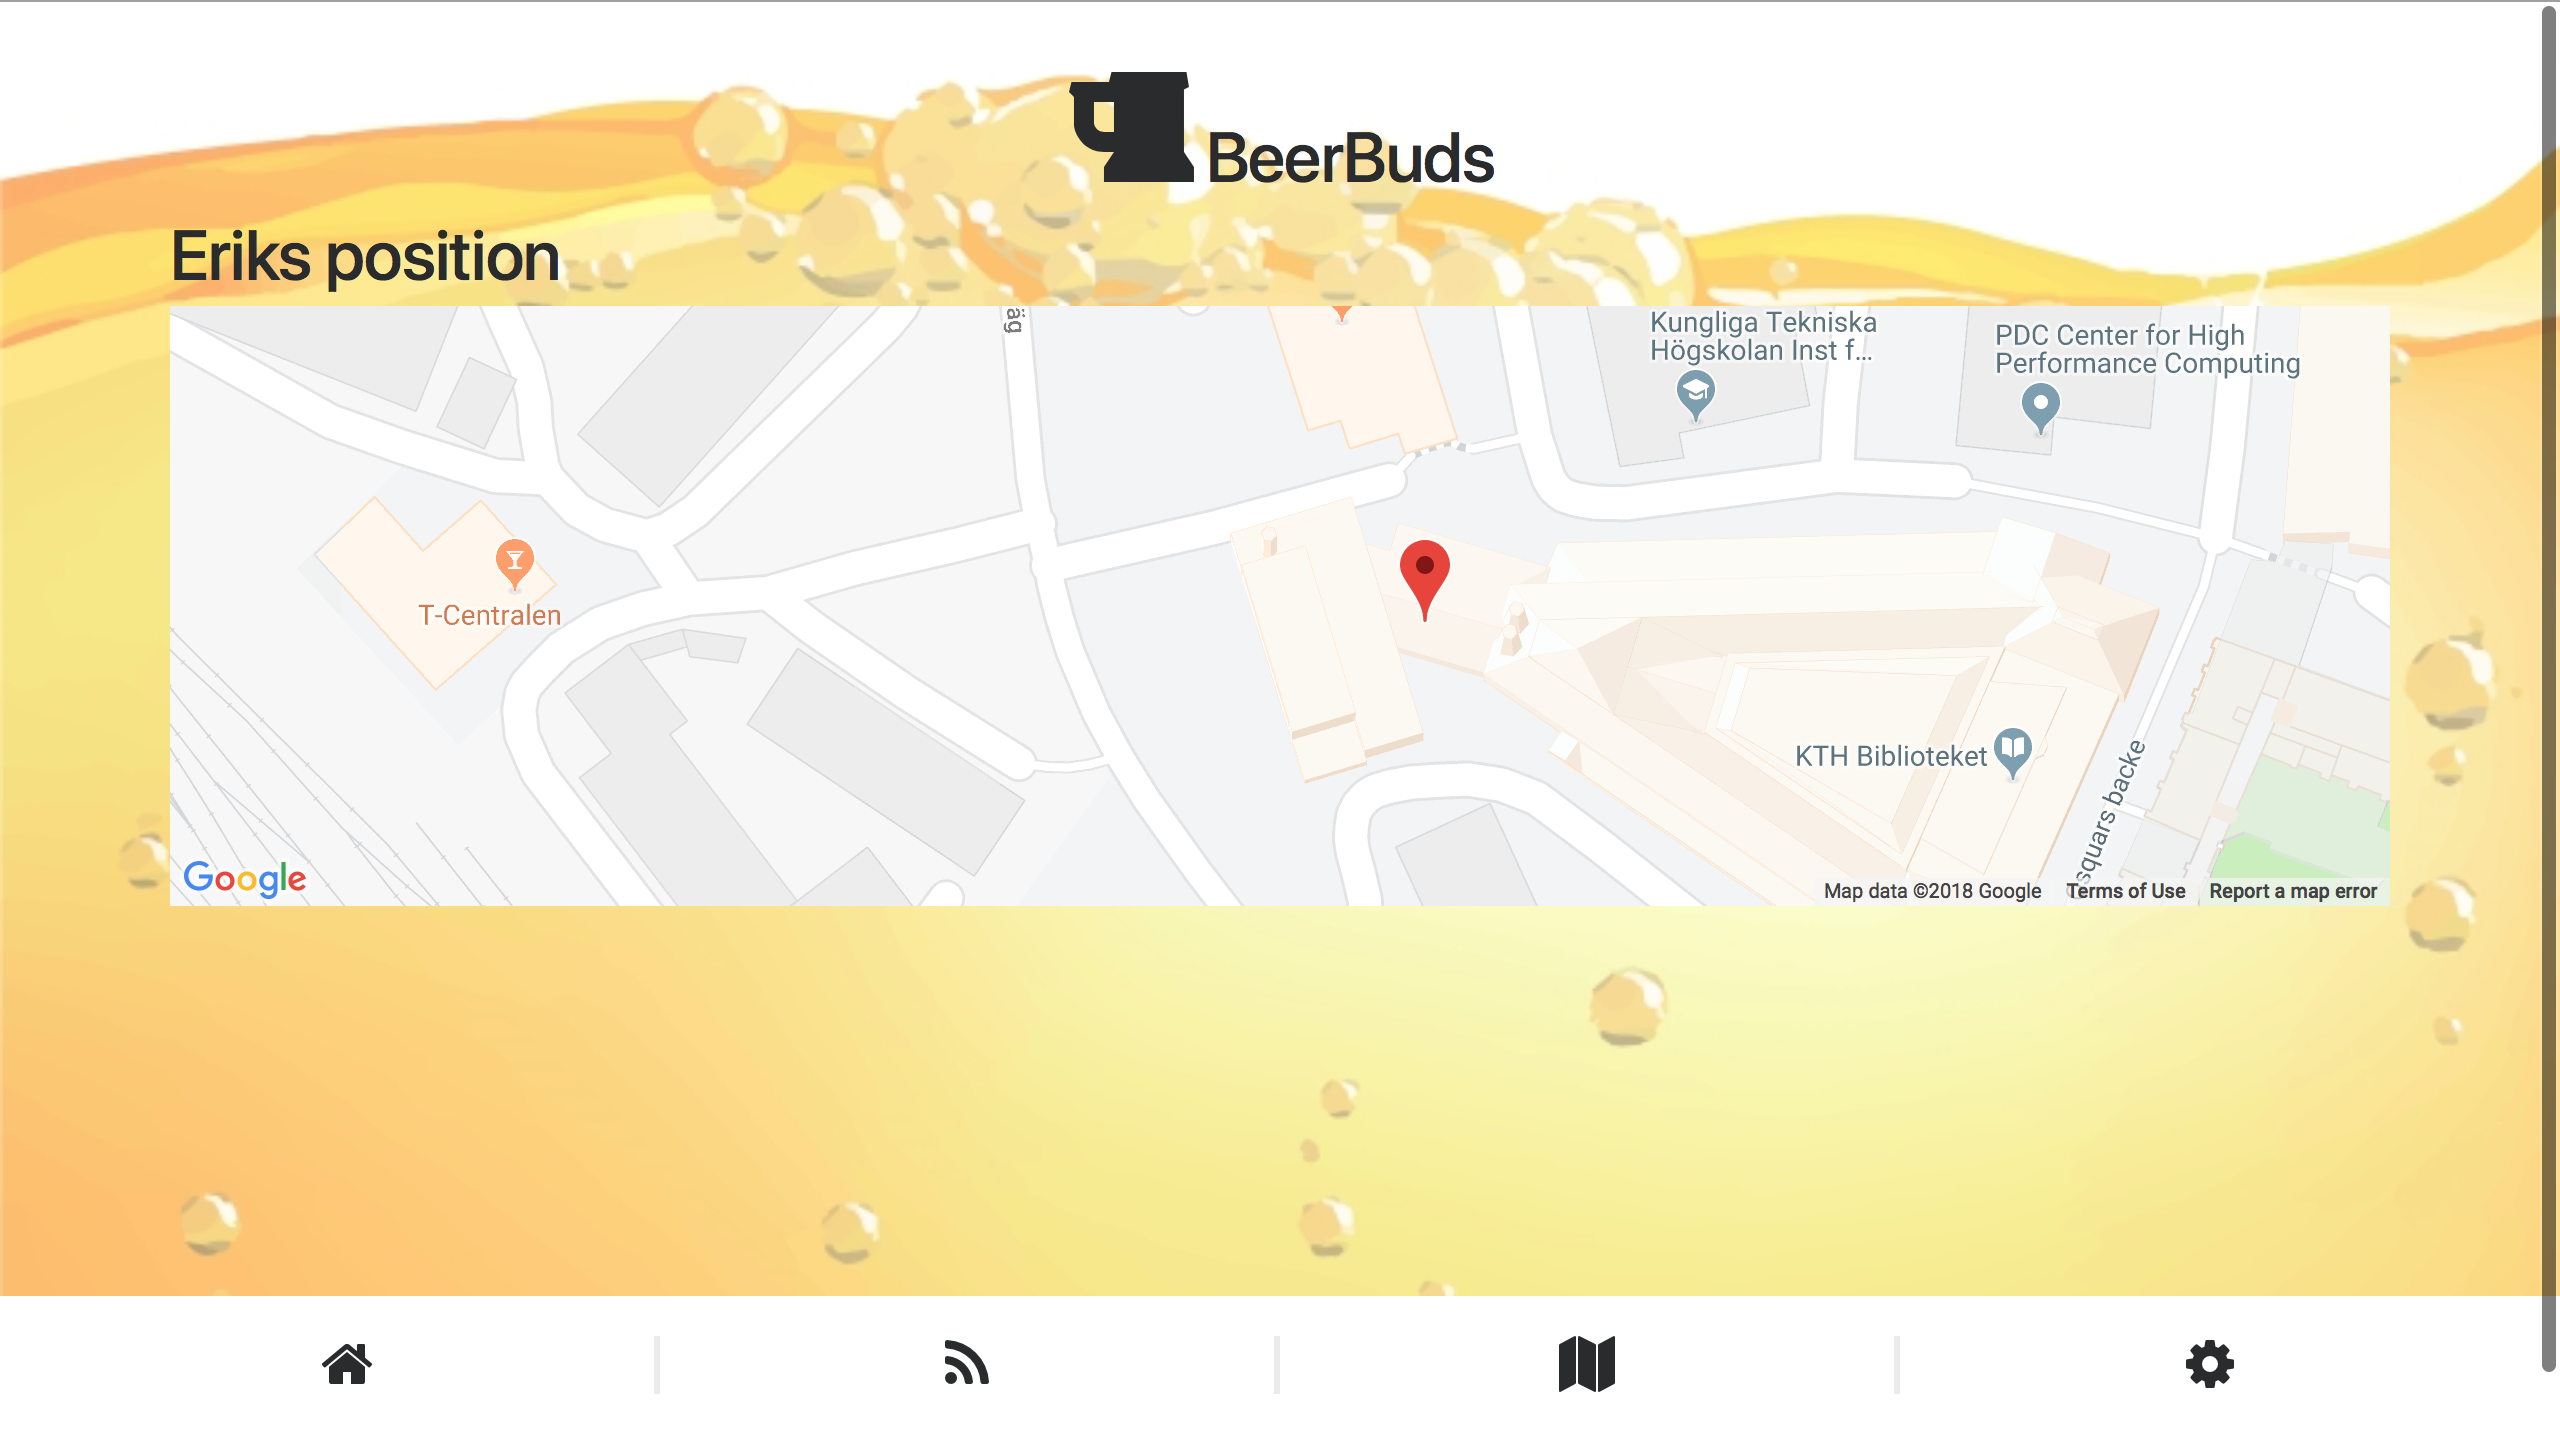 BeerBuds
Eriks position
äg
Kungliga Tekniska
Högskolan Inst f...
PDC Center for High
Performance Computing
T-Centralen
KTH Biblioteket
squars backe
Google
Map data ©2018 Google
Terms of Use
Report a map error